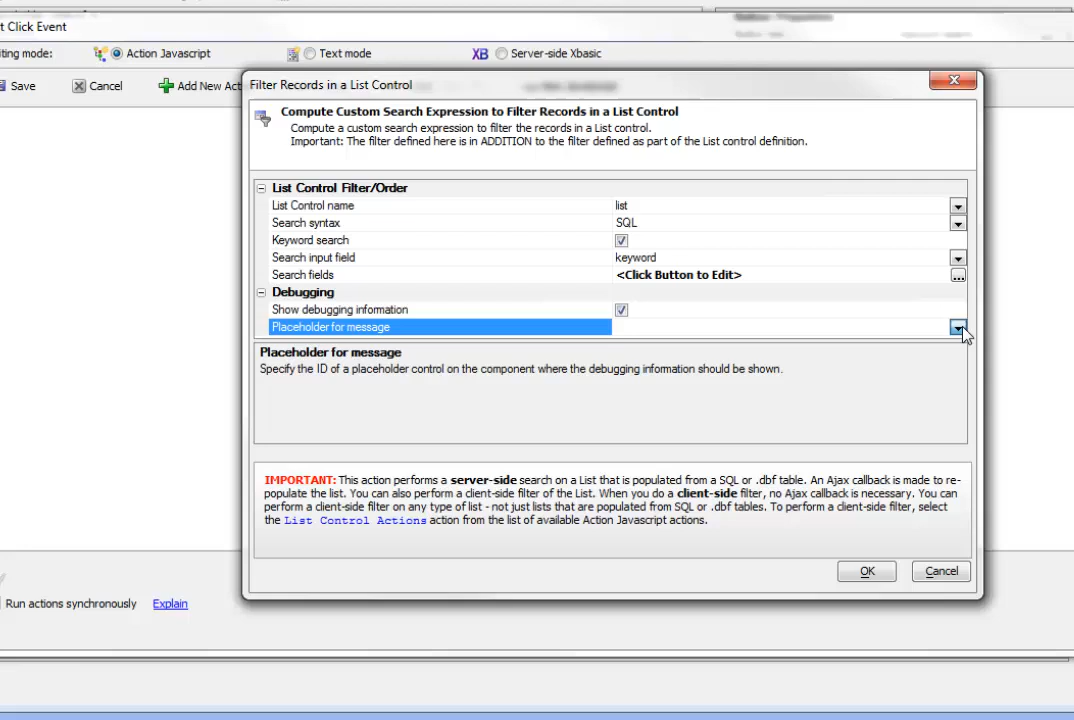 t Click Event
iting mode:
Action Javascript
Text mode
XB
Server-side Xbasic
Save
Cancel
Add New Act
Filter Records in a List Control
Compute Custom Search Expression to Filter Records in a List Control
Compute a custom search expression to filter the records in a List control.
Important: The filter defined here is in ADDITION to the filter defined as part of the List control definition.
List Control Filter/Order
List Control name list
Search syntax SQL
Keyword search
Search input field keyword
Search fields <Click Button to Edit> ...
Debugging
Show debugging information
Placeholder for message
Placeholder for message
Specify the ID of a placeholder control on the component where the debugging information should be shown.
IMPORTANT: This action performs a server-side search on a List that is populated from a SQL or .dbf table. An Ajax callback is made to re-
populate the list. You can also perform a client-side filter of the List. When you do a client-side filter, no Ajax callback is necessary. You can
perform a client-side filter on any type of list - not just lists that are populated from SQL or .dbf tables. To perform a client-side filter, select
the List Control Actions action from the list of available Action Javascript actions.
OK
Cancel
Run actions synchronously Explain